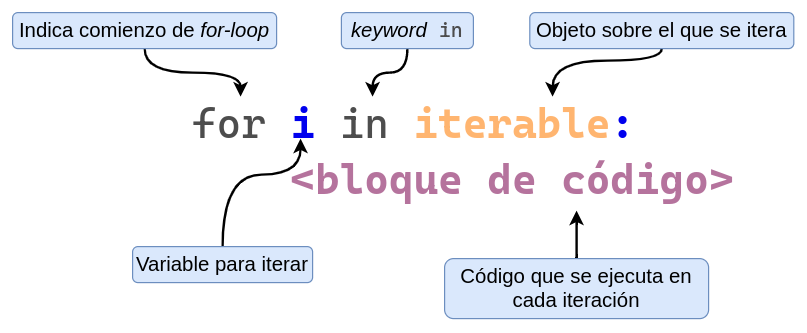 Indica comienzo de for-loop
keyword in
Objeto sobre el que se itera
for i in iterable:
<bloque de código>
Variable para iterar
Código que se ejecuta en
cada iteración